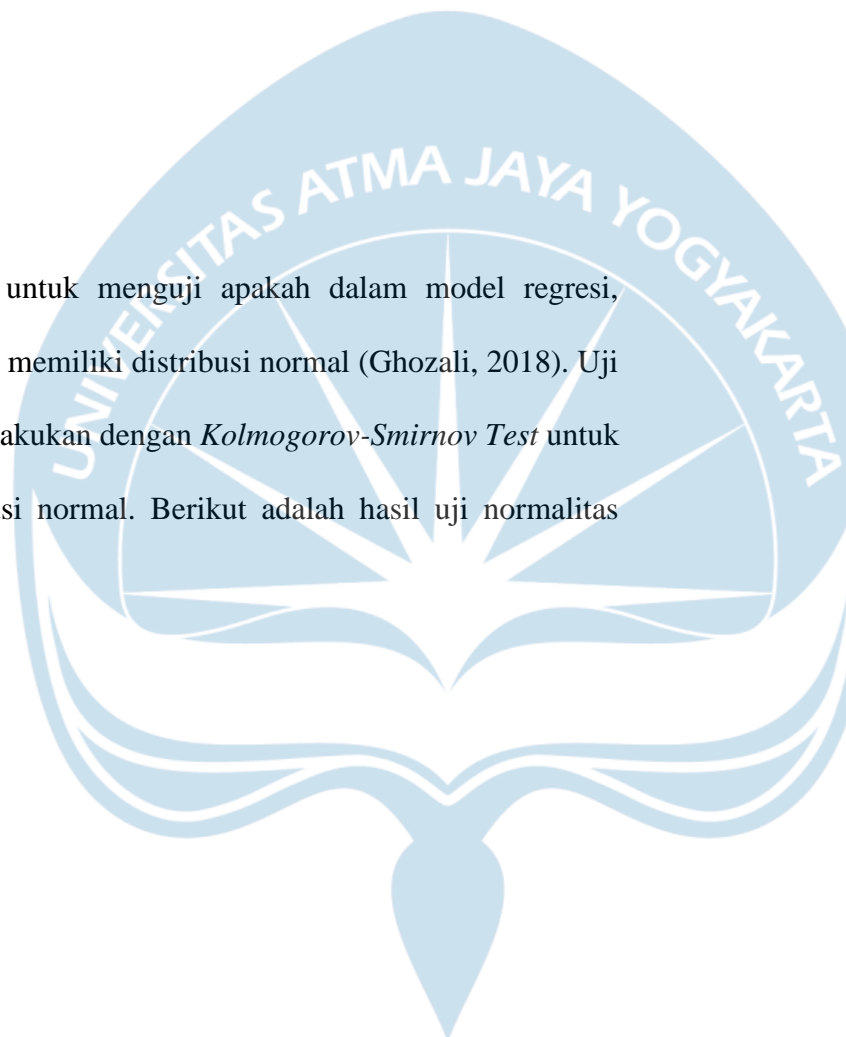 UNIVERSITAS ATMA JAYA YOGYAKARTA
untuk menguji apakah dalam model regresi,
memiliki distribusi normal (Ghozali, 2018). Uji
akukan dengan Kolmogorov-Smirnov Test untuk
si normal. Berikut adalah hasil uji normalitas